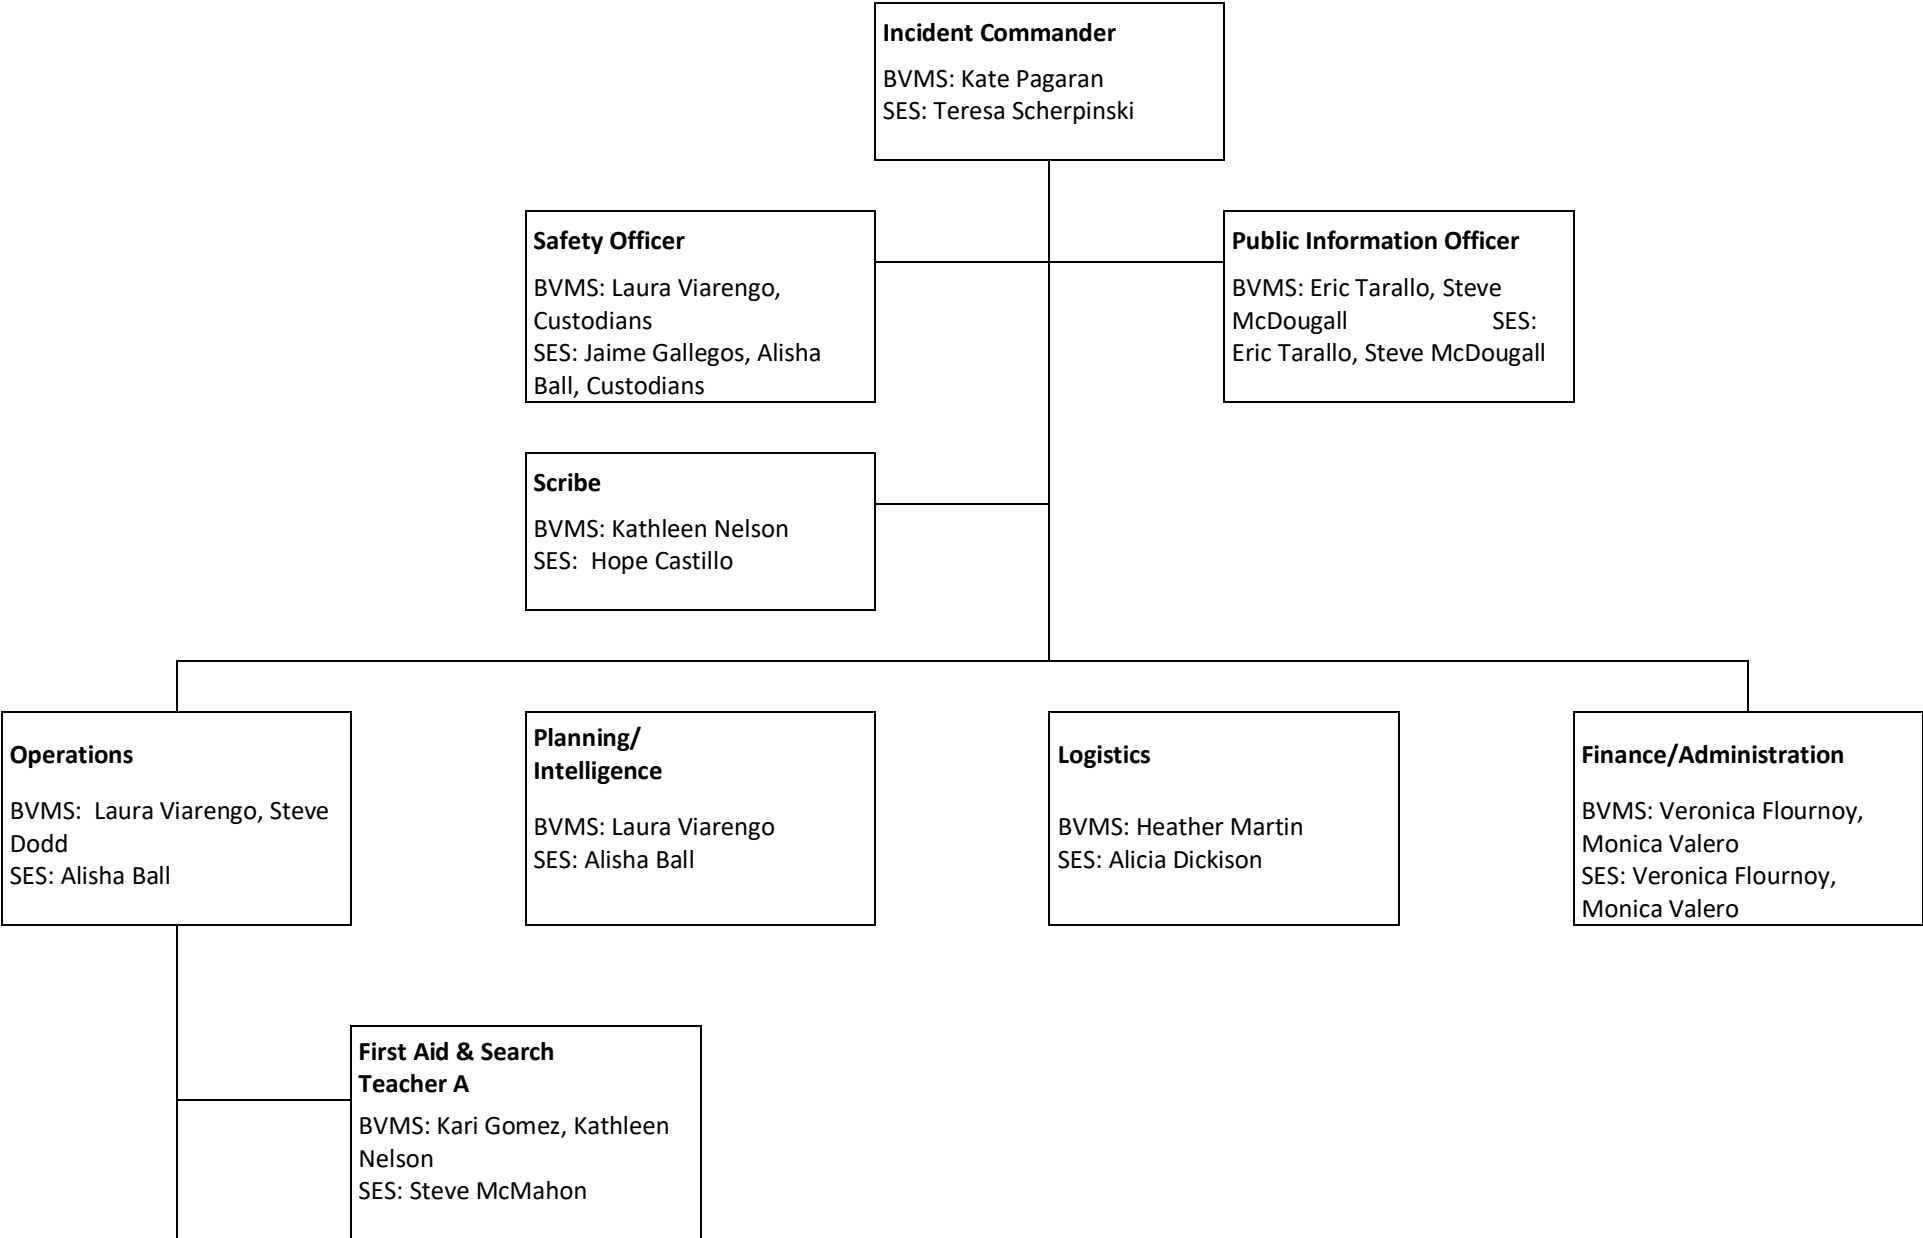 Incident Commander
BVMS: Kate Pagaran
SES: Teresa Scherpinski
Safety Officer
BVMS: Laura Viarengo,
Custodians
SES: Jaime Gallegos, Alisha
Ball, Custodians
Public Information Officer
BVMS: Eric Tarallo, Steve
McDougall SES:
Eric Tarallo, Steve McDougall
Scribe
BVMS: Kathleen Nelson
SES: Hope Castillo
Operations
BVMS: Laura Viarengo, Steve
Dodd
SES: Alisha Ball
Planning/
Intelligence
BVMS: Laura Viarengo
SES: Alisha Ball
Logistics
BVMS: Heather Martin
SES: Alicia Dickison
Finance/Administration
BVMS: Veronica Flournoy,
Monica Valero
SES: Veronica Flournoy,
Monica Valero
First Aid & Search
Teacher A
BVMS: Kari Gomez, Kathleen
Nelson
SES: Steve McMahon